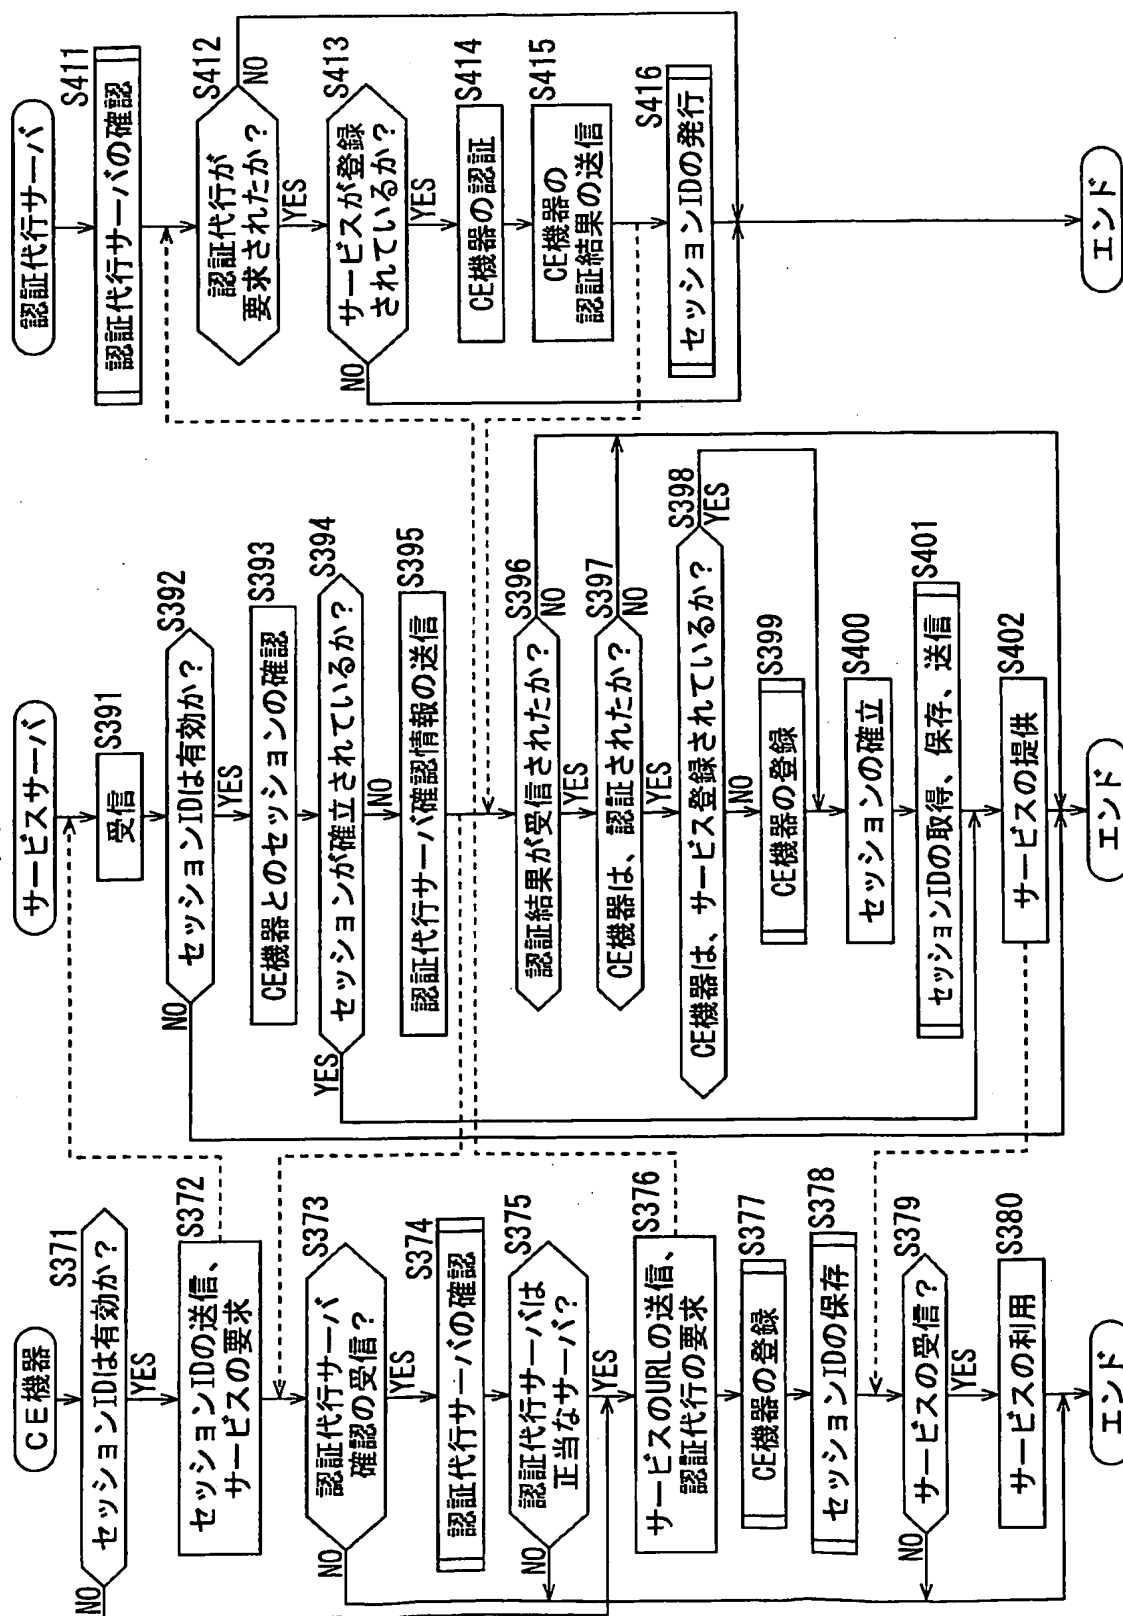 CE機器
S371
セッションIDは有効か?
NO
YES
S372
セッションIDの送信、
サービスの要求
S373
認証代行サーバ
確認の受信?
NO
YES
S374
認証代行サーバの確認
S375
認証代行サーバは
正当なサーバ?
NO
YES
S376
サービスのURLの送信、
認証代行の要求
S377
CE機器の登録
S378
セッションIDの保存
S379
サービスの受信?
NO
YES
S380
サービスの利用
エンド
サービスサーバ
S391
受信
S392
セッションIDは有効か?
NO
YES
S393
CE機器とのセッションの確認
S394
セッションが確立されているか?
YES
NO
S395
認証代行サーバ確認情報の送信
S396
認証結果が受信されたか?
NO
YES
S397
CE機器は、認証されたか?
NO
YES
S398
CE機器は、サービス登録されているか?
YES
NO
S399
CE機器の登録
S400
セッションの確立
S401
セッションIDの取得、保存、送信
S402
サービスの提供
エンド
認証代行サーバ
S411
認証代行サーバの確認
S412
認証代行が
要求されたか?
NO
YES
S413
サービスが登録
されているか?
NO
YES
S414
CE機器の認証
S415
CE機器の
認証結果の送信
S416
セッションIDの発行
エンド